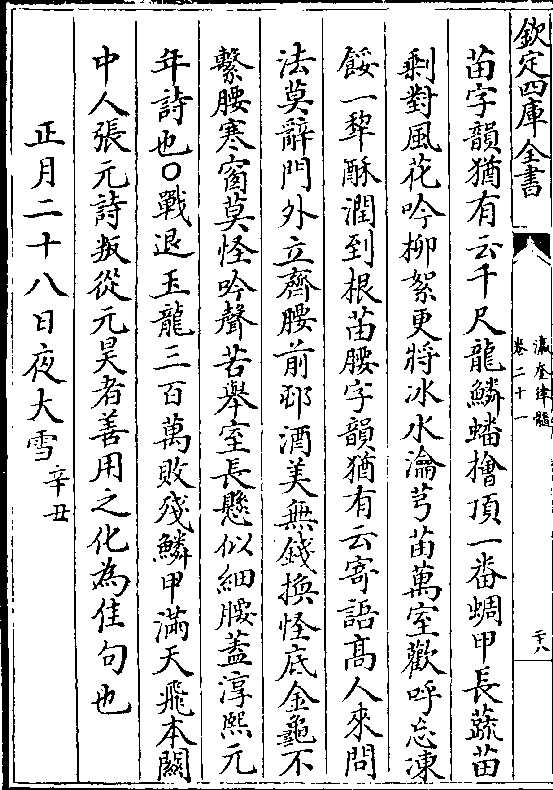 欽定四庫全書
瀛奎律髓
卷二十一
二十八
苗字韻猶有云千尺龍鱗蟠檜頂一番蜩甲長蔬苗
剩對風花吟柳絮更將冰水瀹芎苗萬室歡呼忘凍
餒一犂酥潤到根苗腰字韻猶有云寄語高人來問
法莫辭門外立齊腰前邨酒美無錢換怪底金龜不
繫腰寒窗莫怪吟聲苦舉室長懸似細腰葢淳熙元
年詩也○戰退玉龍三百萬敗殘鱗甲滿天飛本關
中人張元詩叛從元昊者善用之化為佳句也
正月二十八日夜大雪 辛丑